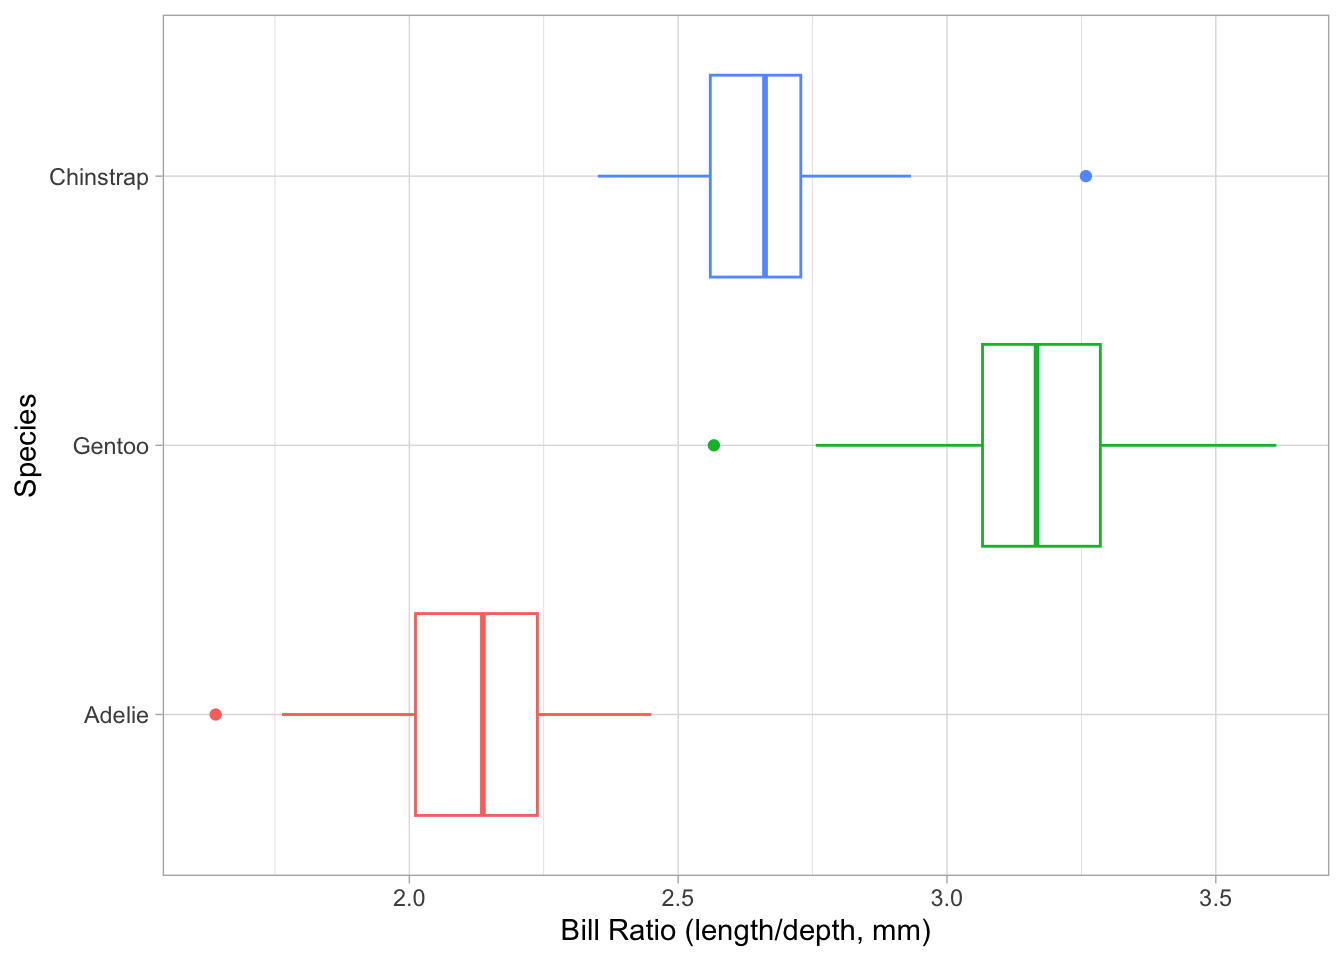 Chinstrap
Gentoo
Adelie
Species
2.0 2.5 3.0 3.5
Bill Ratio (length/depth, mm)